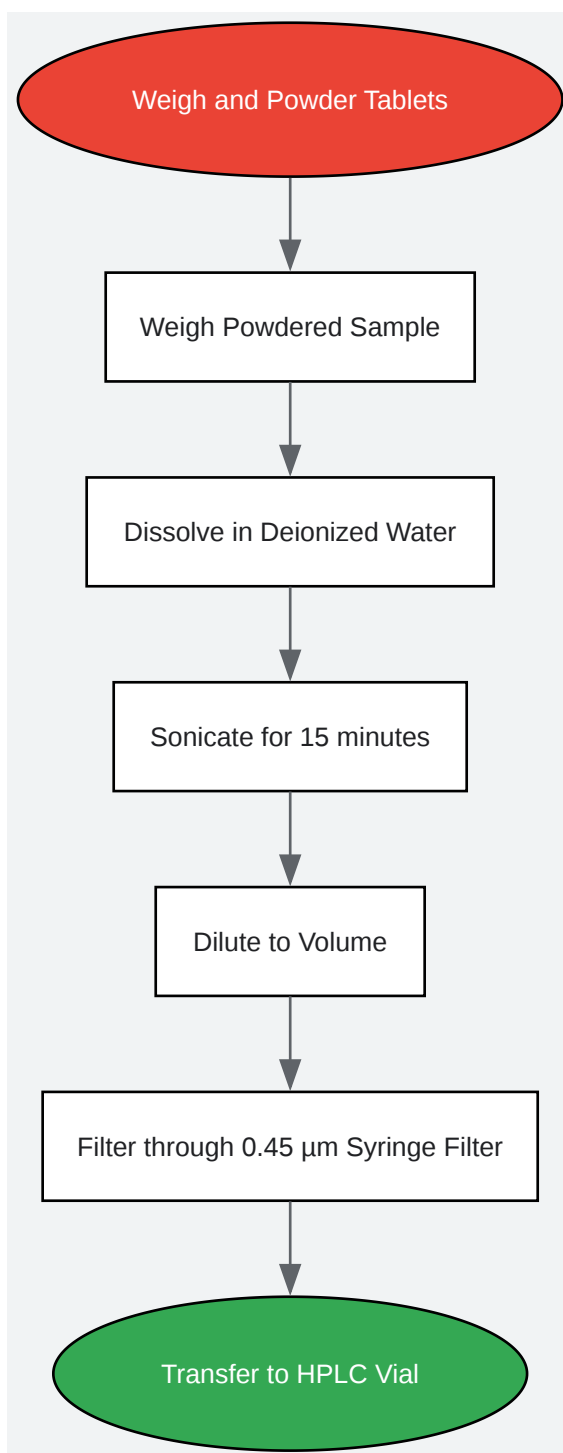 Weigh and Powder Tablets
Weigh Powdered Sample
Dissolve in Deionized Water
Sonicate for 15 minutes
Dilute to Volume
Filter through 0.45 µm Syringe Filter
Transfer to HPLC Vial